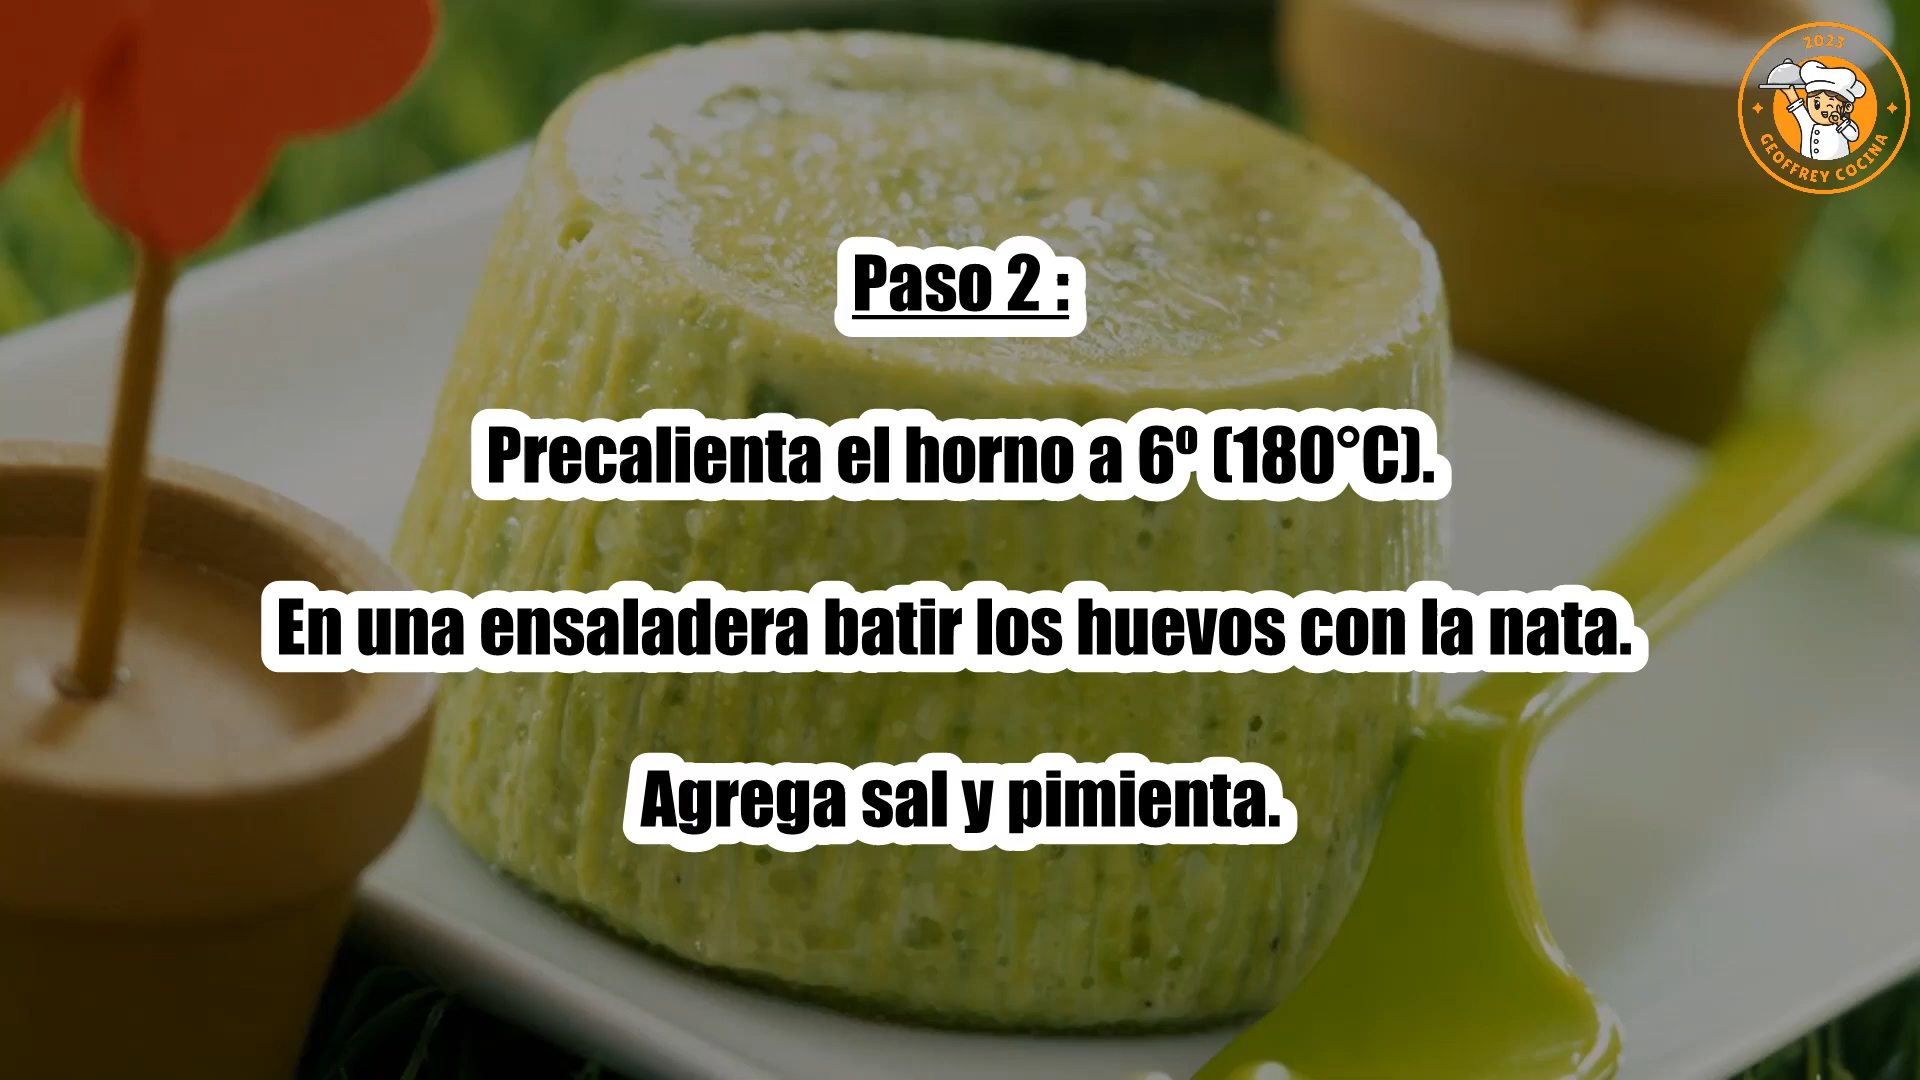 2023
GEOFFREY COCINA
Paso 2 :
Precalienta el horno a 6º (180°C).
En una ensaladera batir los huevos con la nata.
Agrega sal y pimienta.